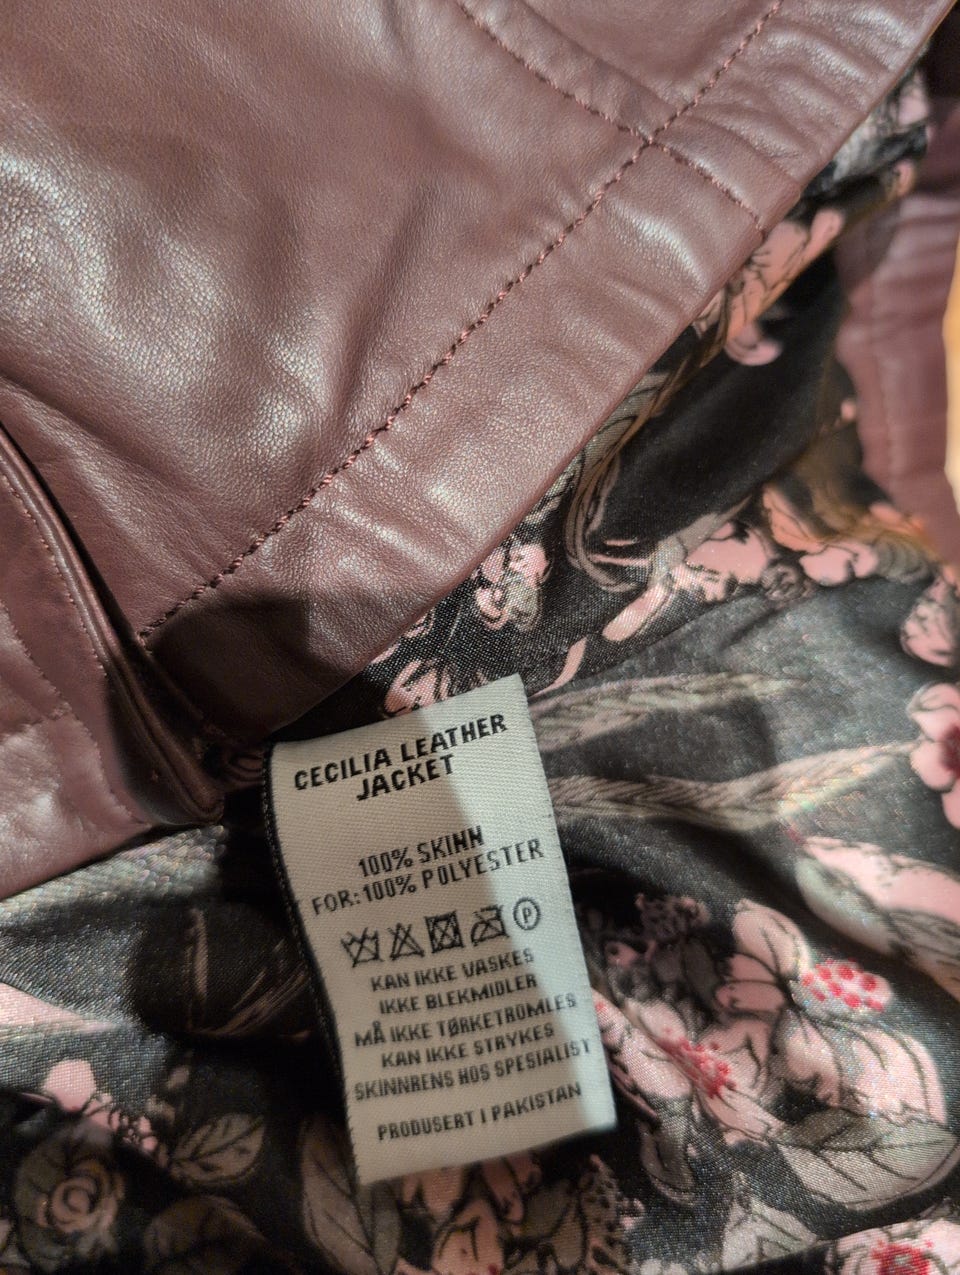 CECILIA LEATHER
JACKET
100% SKINN
FOR: 100% POLYESTER
P
KAN IKKE VASKES
IKKE BLEKMIDLER
MÅ IKKE TØRKETROMLES
KAN IKKE STRYKES
SKINNRENS HOS SPESIALIST
PRODUSERT I PAKISTAN